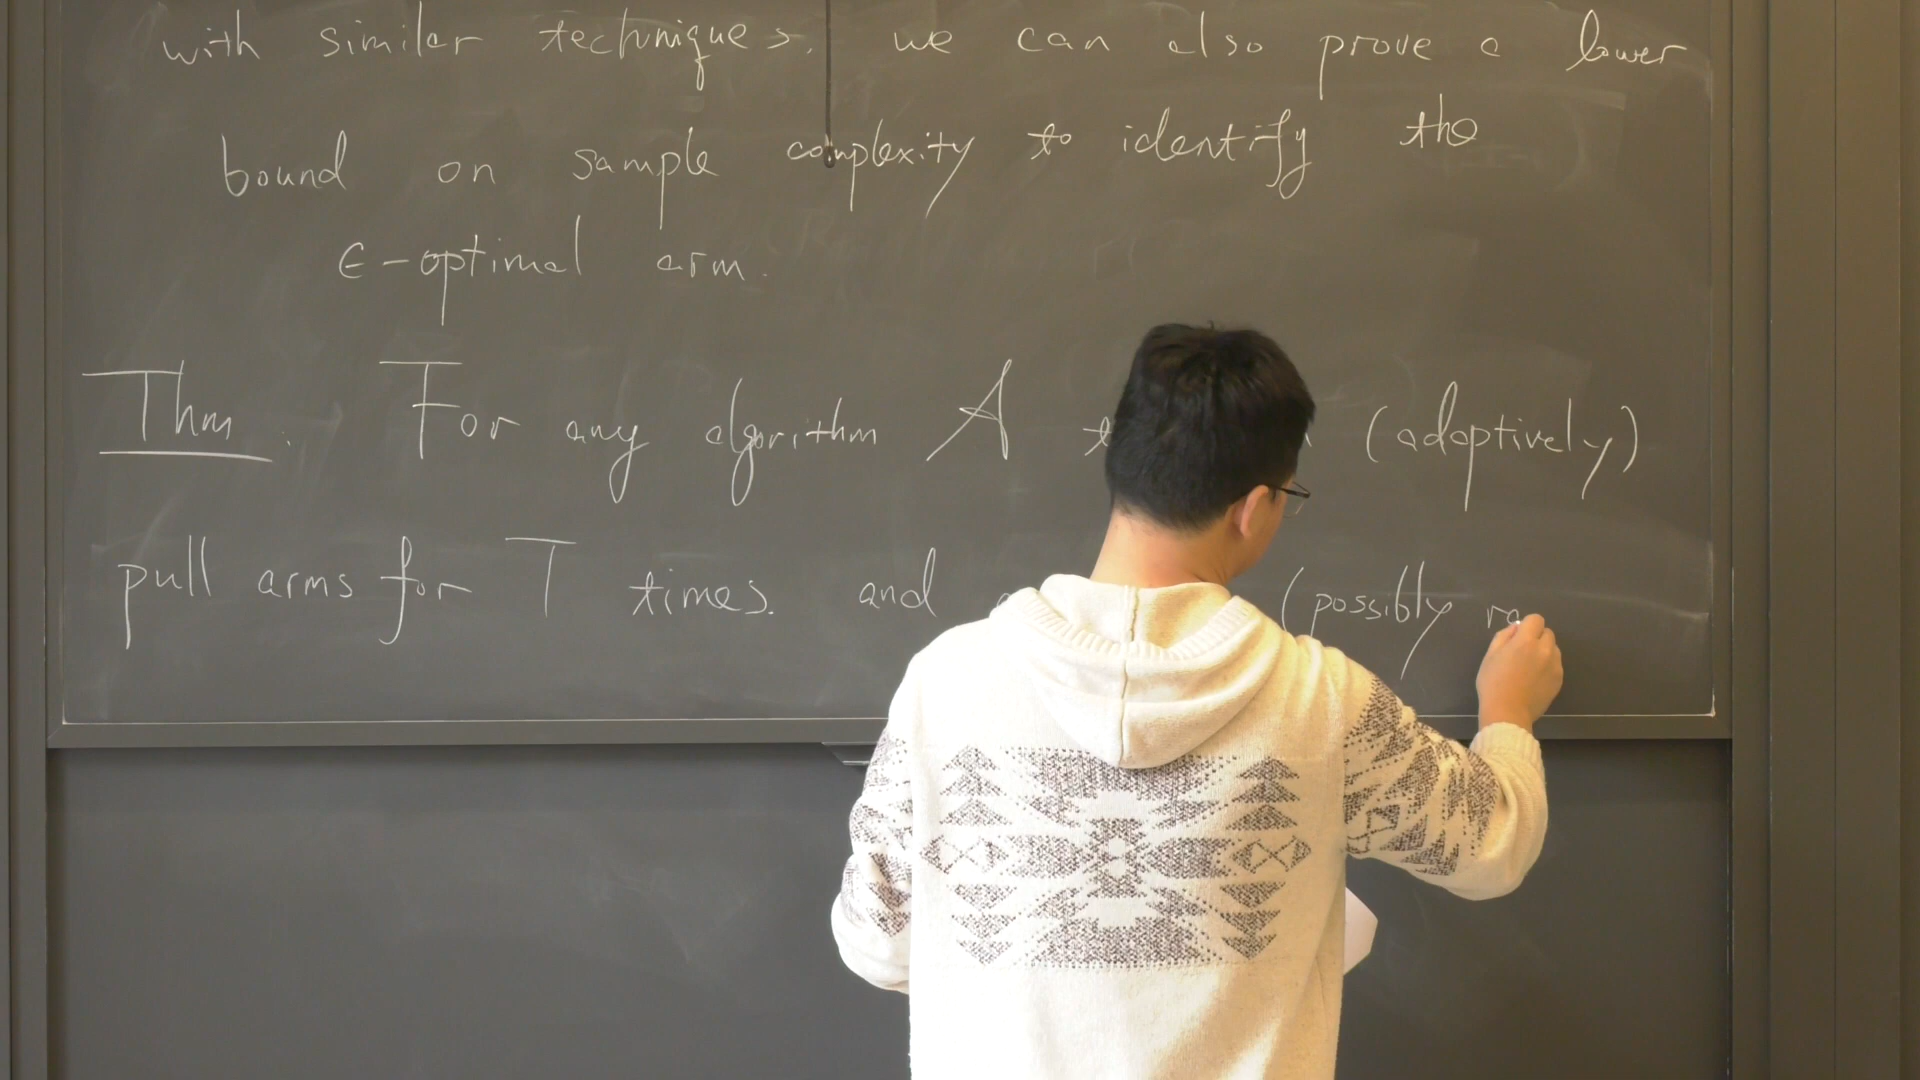 with similar techniques, we can also prove a lower
bound on sample complexity to identify the
ϵ-optimal arm.
Thm. For any algorithm A (adaptively)
pull arms for T times. and (possibly